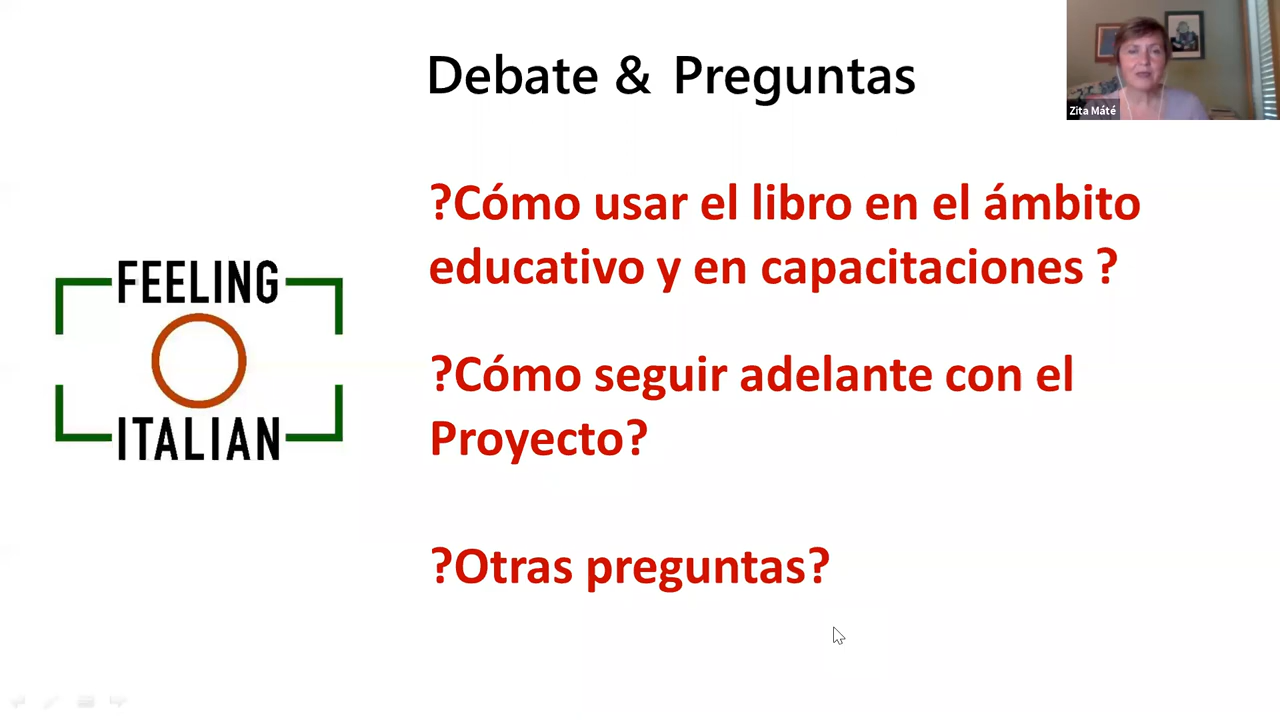 Debate & Preguntas
Zita Máté
?Cómo usar el libro en el ámbito
educativo y en capacitaciones ?
FEELING
ITALIAN
?Cómo seguir adelante con el
Proyecto?
?Otras preguntas?